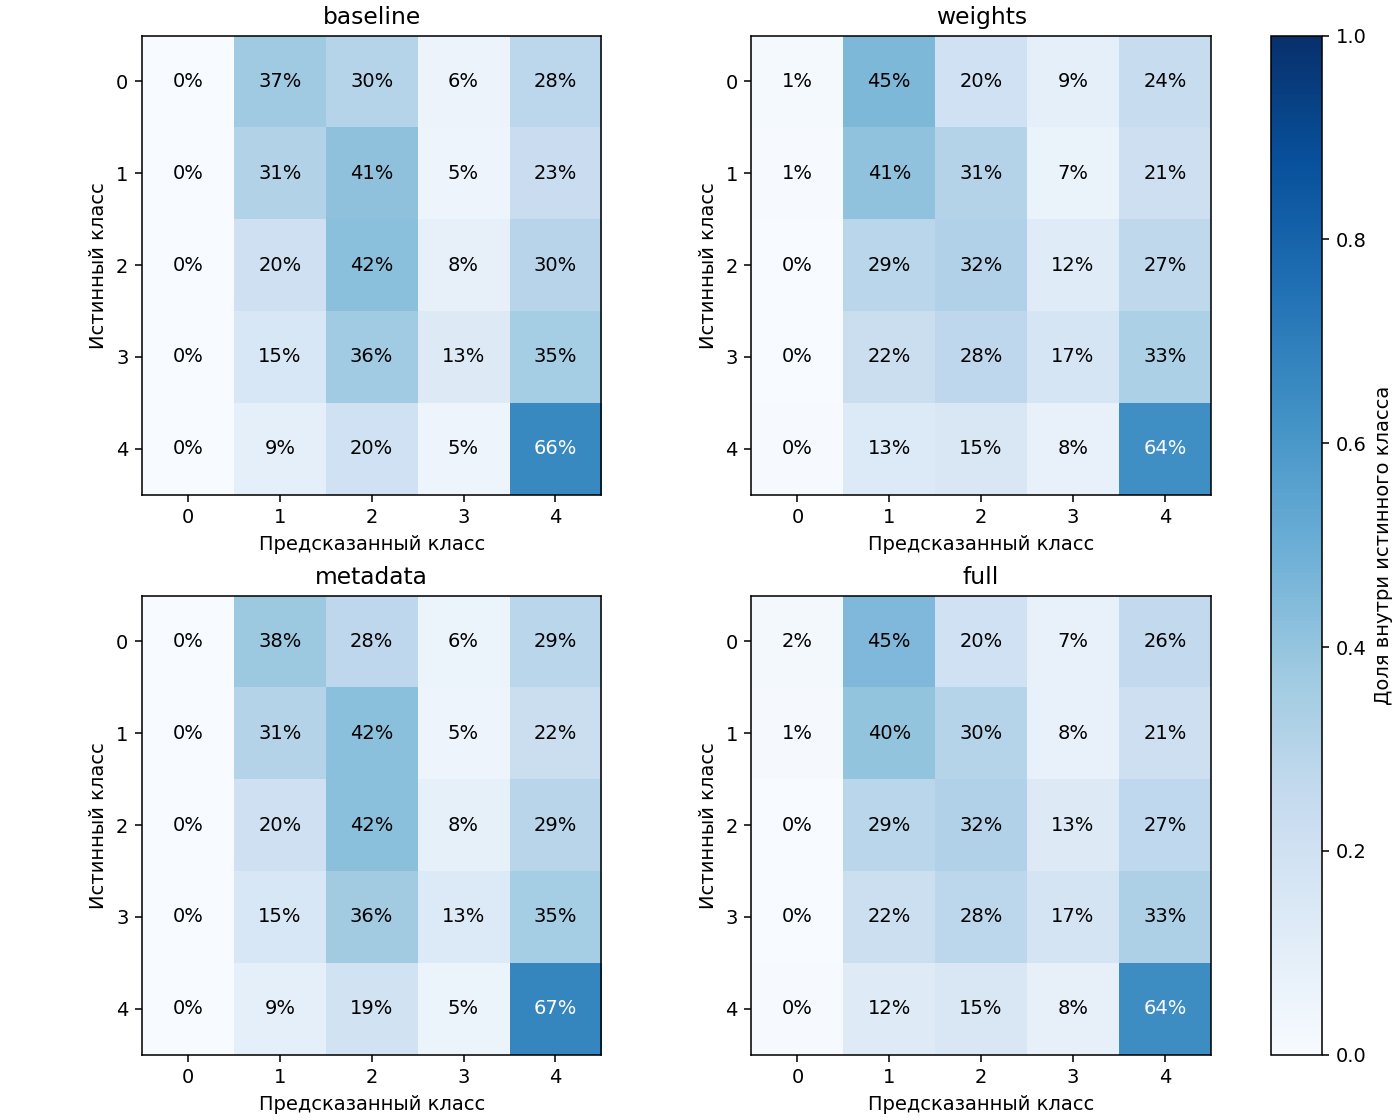 baseline
weights
0 0% 37% 30% 6% 28%
1 0% 31% 41% 5% 23%
2 0% 20% 42% 8% 30%
3 0% 15% 36% 13% 35%
4 0% 9% 20% 5% 66%
0 1 2 3 4
Предсказанный класс
Истинный класс
0 1% 45% 20% 9% 24%
1 1% 41% 31% 7% 21%
2 0% 29% 32% 12% 27%
3 0% 22% 28% 17% 33%
4 0% 13% 15% 8% 64%
0 1 2 3 4
Предсказанный класс
Истинный класс
metadata
full
0 0% 38% 28% 6% 29%
1 0% 31% 42% 5% 22%
2 0% 20% 42% 8% 29%
3 0% 15% 36% 13% 35%
4 0% 9% 19% 5% 67%
0 1 2 3 4
Предсказанный класс
Истинный класс
0 2% 45% 20% 7% 26%
1 1% 40% 30% 8% 21%
2 0% 29% 32% 13% 27%
3 0% 22% 28% 17% 33%
4 0% 12% 15% 8% 64%
0 1 2 3 4
Предсказанный класс
Истинный класс
1.0
0.8
0.6
0.4
0.2
0.0
Доля внутри истинного класса